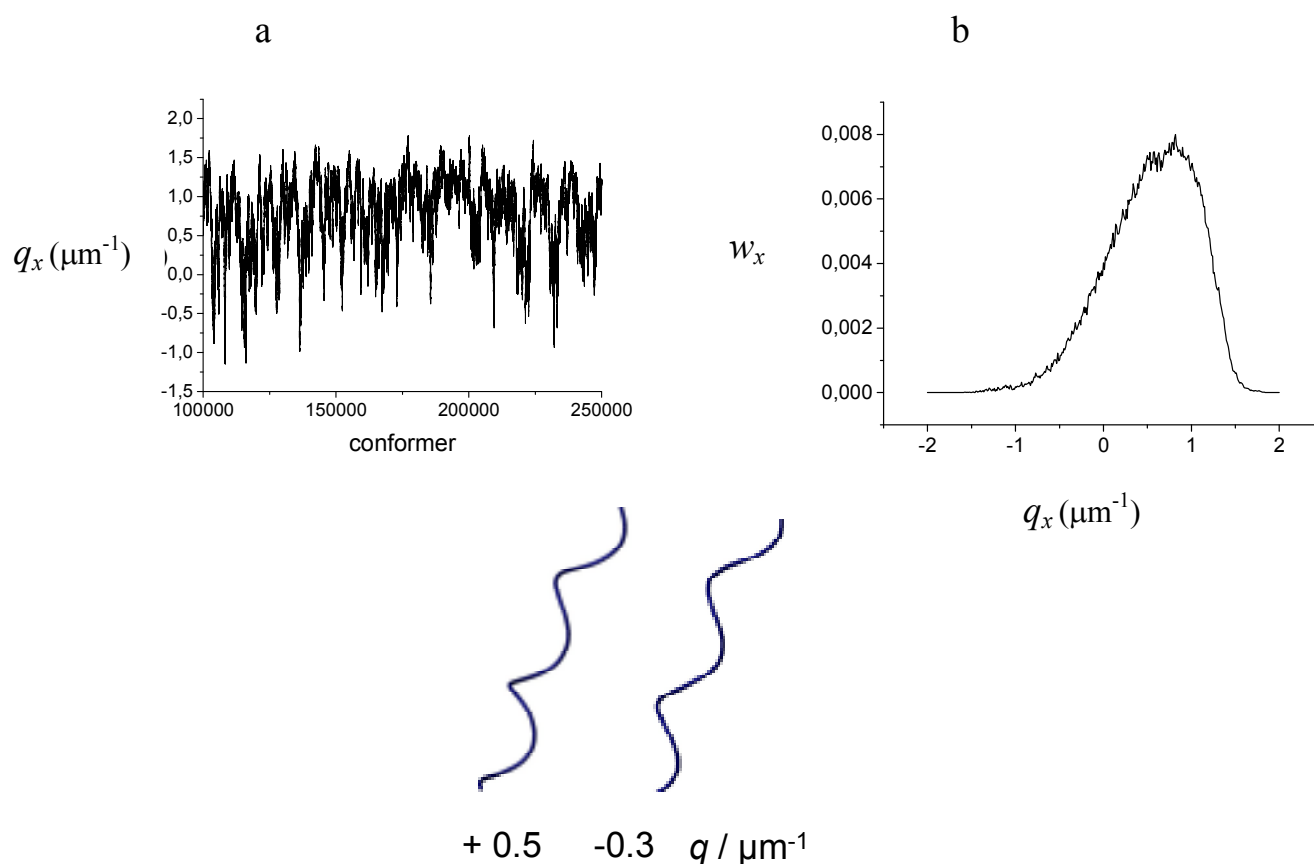 a
b
2,0
1,5
1,0
0,5
0,0
-0,5
-1,0
-1,5
q_x (μm⁻¹) )
100000 150000 200000 250000
conformer
0,008
0,006
0,004
0,002
0,000
w_x
-2 -1 0 1 2
q_x (μm⁻¹)
+ 0.5 -0.3 q / μm⁻¹